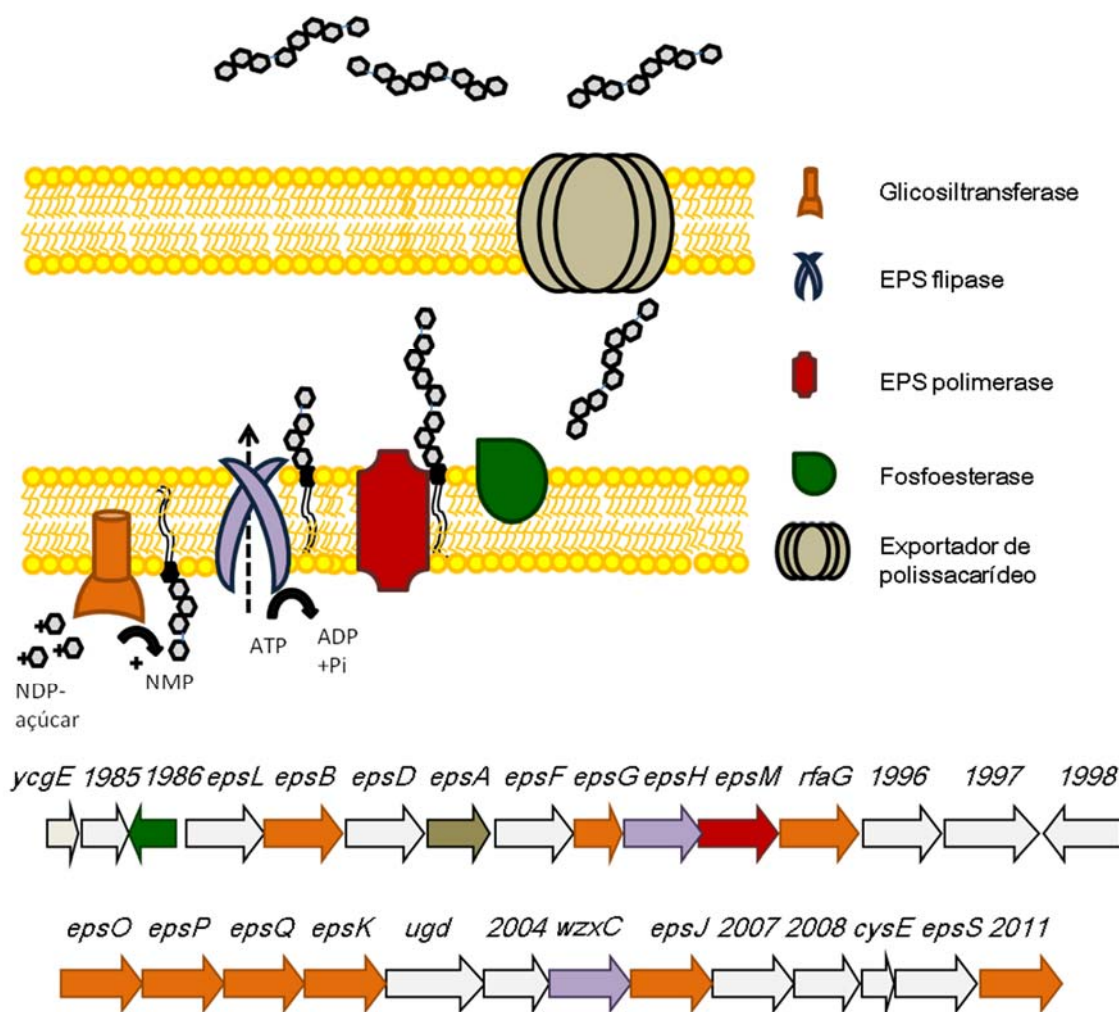 Glicosiltransferase
EPS flipase
EPS polimerase
Fosfoesterase
Exportador de
polissacarídeo
NDP-
açúcar
+
NMP
ATP
ADP
+Pi
ycgE 1985 1986 epsL epsB epsD epsA epsF epsG epsH epsM rfaG 1996 1997 1998
epsO epsP epsQ epsK ugd 2004 wzxC epsJ 2007 2008 cysE epsS 2011